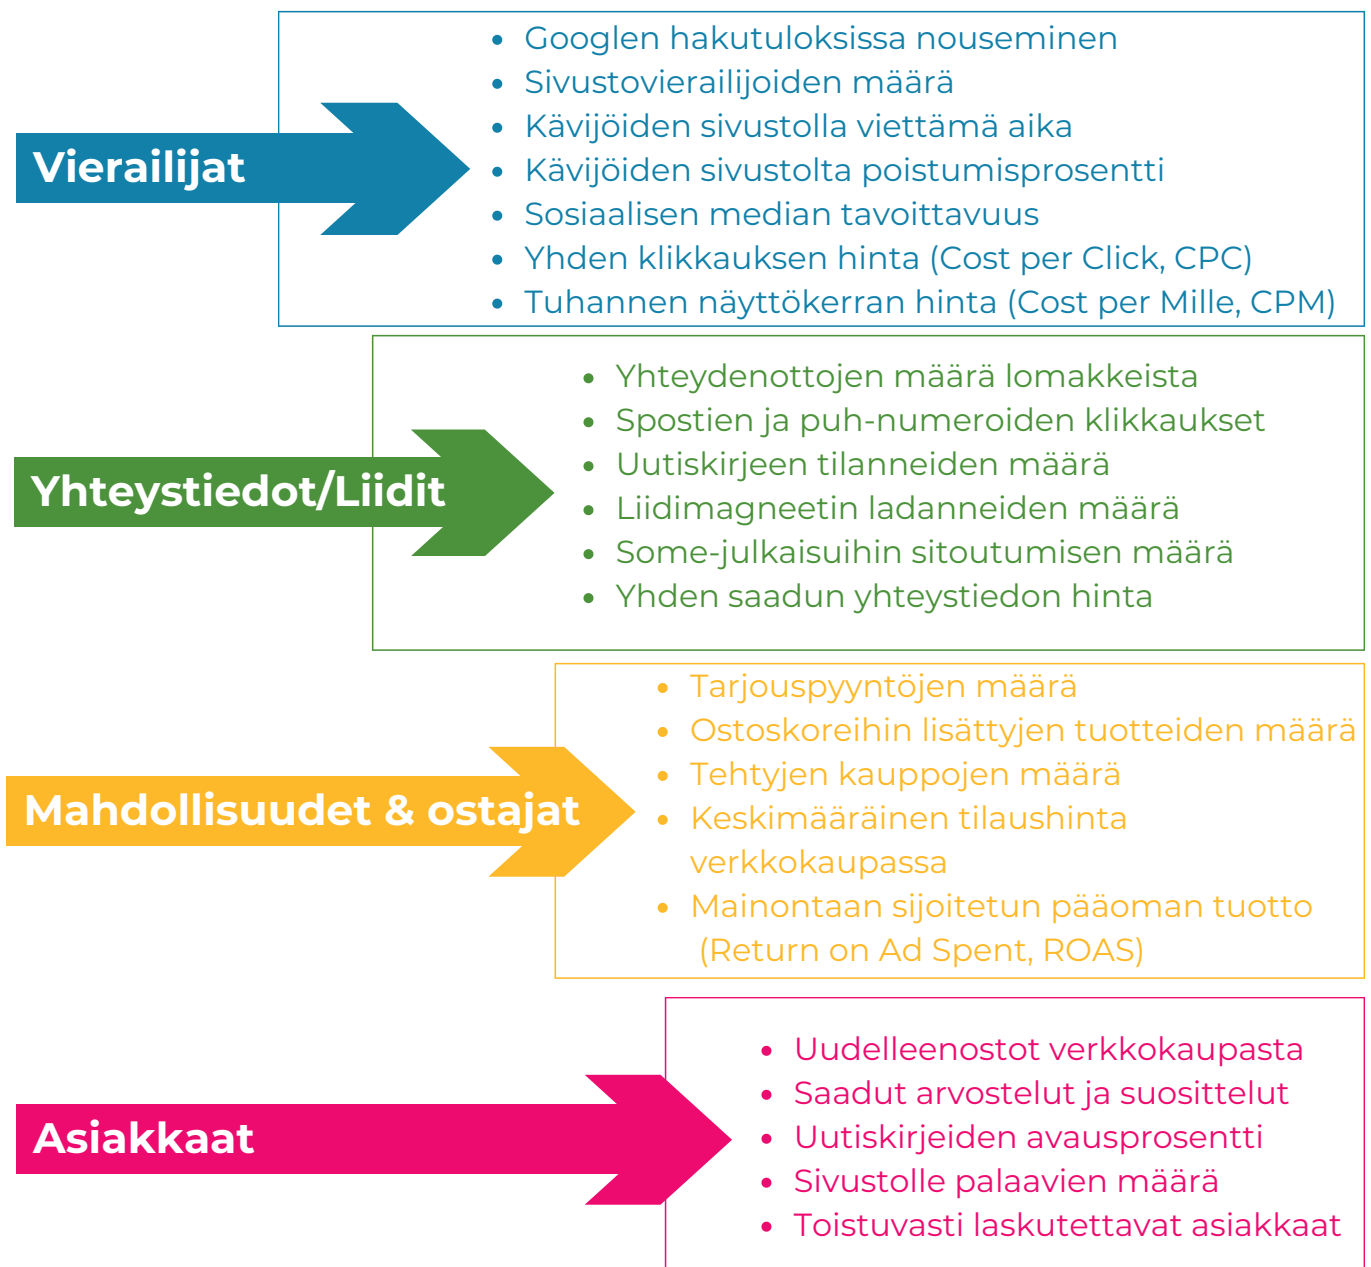 Vierailijat
• Googlen hakutuloksissa nouseminen
• Sivustovierailijoiden määrä
• Kävijöiden sivustolla viettämä aika
• Kävijöiden sivustolta poistumisprosentti
• Sosiaalisen median tavoittavuus
• Yhden klikkauksen hinta (Cost per Click, CPC)
• Tuhannen näyttökerran hinta (Cost per Mille, CPM)
Yhteystiedot/Liidit
• Yhteydenottojen määrä lomakkeista
• Spostien ja puh-numeroiden klikkaukset
• Uutiskirjeen tilanneiden määrä
• Liidimagneetin ladanneiden määrä
• Some-julkaisuihin sitoutumisen määrä
• Yhden saadun yhteystiedon hinta
Mahdollisuudet & ostajat
• Tarjouspyyntöjen määrä
• Ostoskoreihin lisättyjen tuotteiden määrä
• Tehtyjen kauppojen määrä
• Keskimääräinen tilaushinta
verkkokaupassa
• Mainontaan sijoitetun pääoman tuotto
(Return on Ad Spent, ROAS)
Asiakkaat
• Uudelleenostot verkkokaupasta
• Saadut arvostelut ja suosittelut
• Uutiskirjeiden avausprosentti
• Sivustolle palaavien määrä
• Toistuvasti laskutettavat asiakkaat